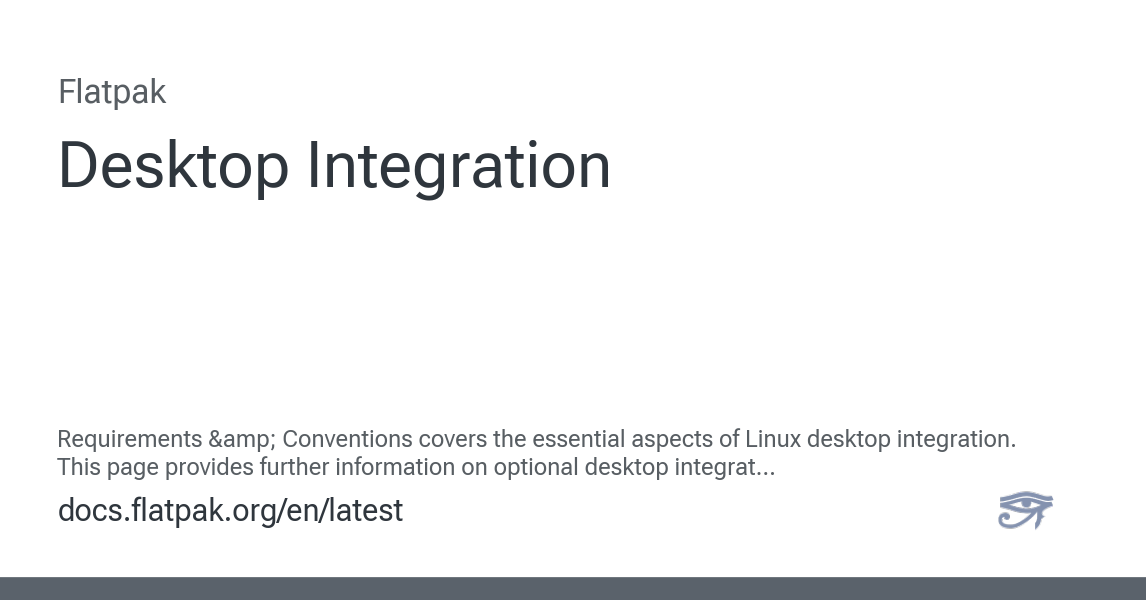 Flatpak
Desktop Integration
Requirements &amp; Conventions covers the essential aspects of Linux desktop integration.
This page provides further information on optional desktop integrat...
docs.flatpak.org/en/latest